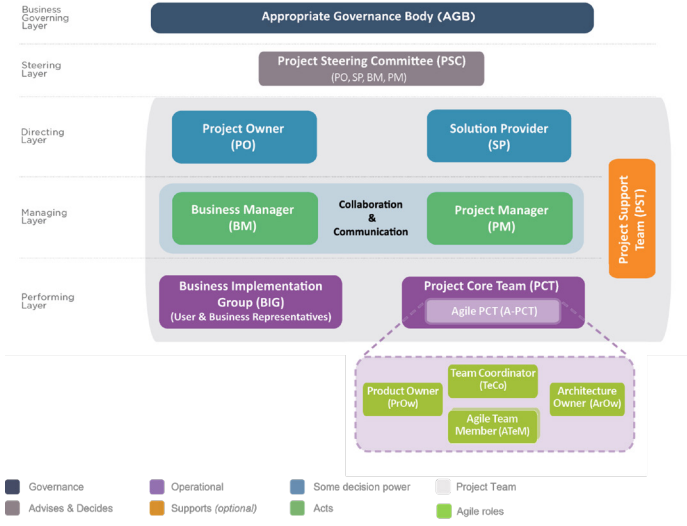 Business
Governing
Layer
Appropriate Governance Body (AGB)
Steering
Layer
Project Steering Committee (PSC)
(PO, SP, BM, PM)
Directing
Layer
Project Owner
(PO)
Solution Provider
(SP)
Managing
Layer
Business Manager
(BM)
Collaboration
&
Communication
Project Manager
(PM)
Project Support
Team (PST)
Performing
Layer
Business Implementation
Group (BIG)
(User & Business Representatives)
Project Core Team (PCT)
Agile PCT (A-PCT)
Product Owner
(PrOw)
Team Coordinator
(TeCo)
Agile Team
Member (ATeM)
Architecture
Owner (ArOw)
Governance
Operational
Some decision power
Project Team
Advises & Decides
Supports (optional)
Acts
Agile roles